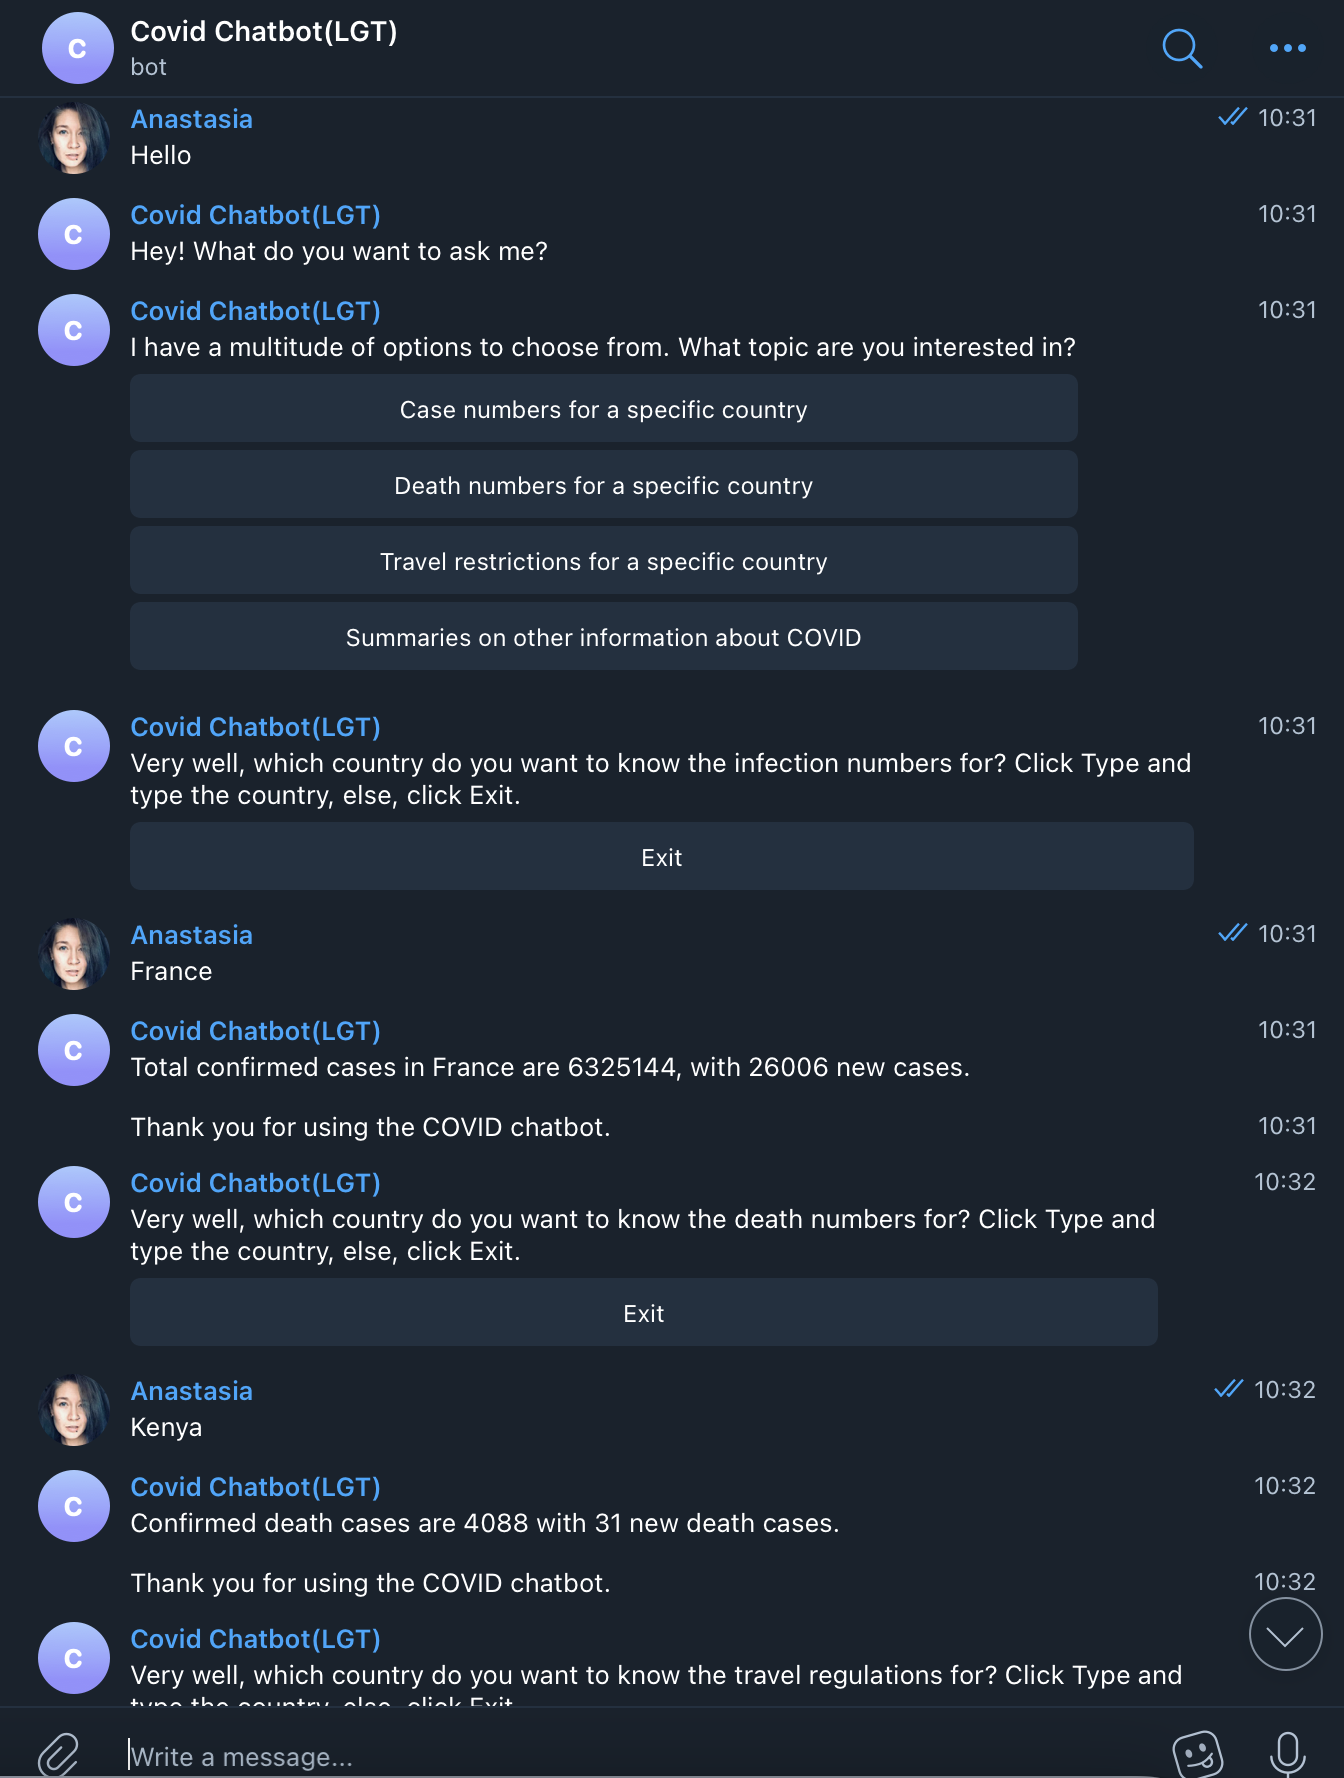 C
Covid Chatbot(LGT)
bot
Anastasia
10:31
Hello
C
Covid Chatbot(LGT)
10:31
Hey! What do you want to ask me?
C
Covid Chatbot(LGT)
10:31
I have a multitude of options to choose from. What topic are you interested in?
Case numbers for a specific country
Death numbers for a specific country
Travel restrictions for a specific country
Summaries on other information about COVID
C
Covid Chatbot(LGT)
10:31
Very well, which country do you want to know the infection numbers for? Click Type and
type the country, else, click Exit.
Exit
Anastasia
10:31
France
C
Covid Chatbot(LGT)
10:31
Total confirmed cases in France are 6325144, with 26006 new cases.
Thank you for using the COVID chatbot.
10:31
C
Covid Chatbot(LGT)
10:32
Very well, which country do you want to know the death numbers for? Click Type and
type the country, else, click Exit.
Exit
Anastasia
10:32
Kenya
C
Covid Chatbot(LGT)
10:32
Confirmed death cases are 4088 with 31 new death cases.
Thank you for using the COVID chatbot.
10:32
C
Covid Chatbot(LGT)
Very well, which country do you want to know the travel regulations for? Click Type and
type the country, else, click Exit
Write a message...